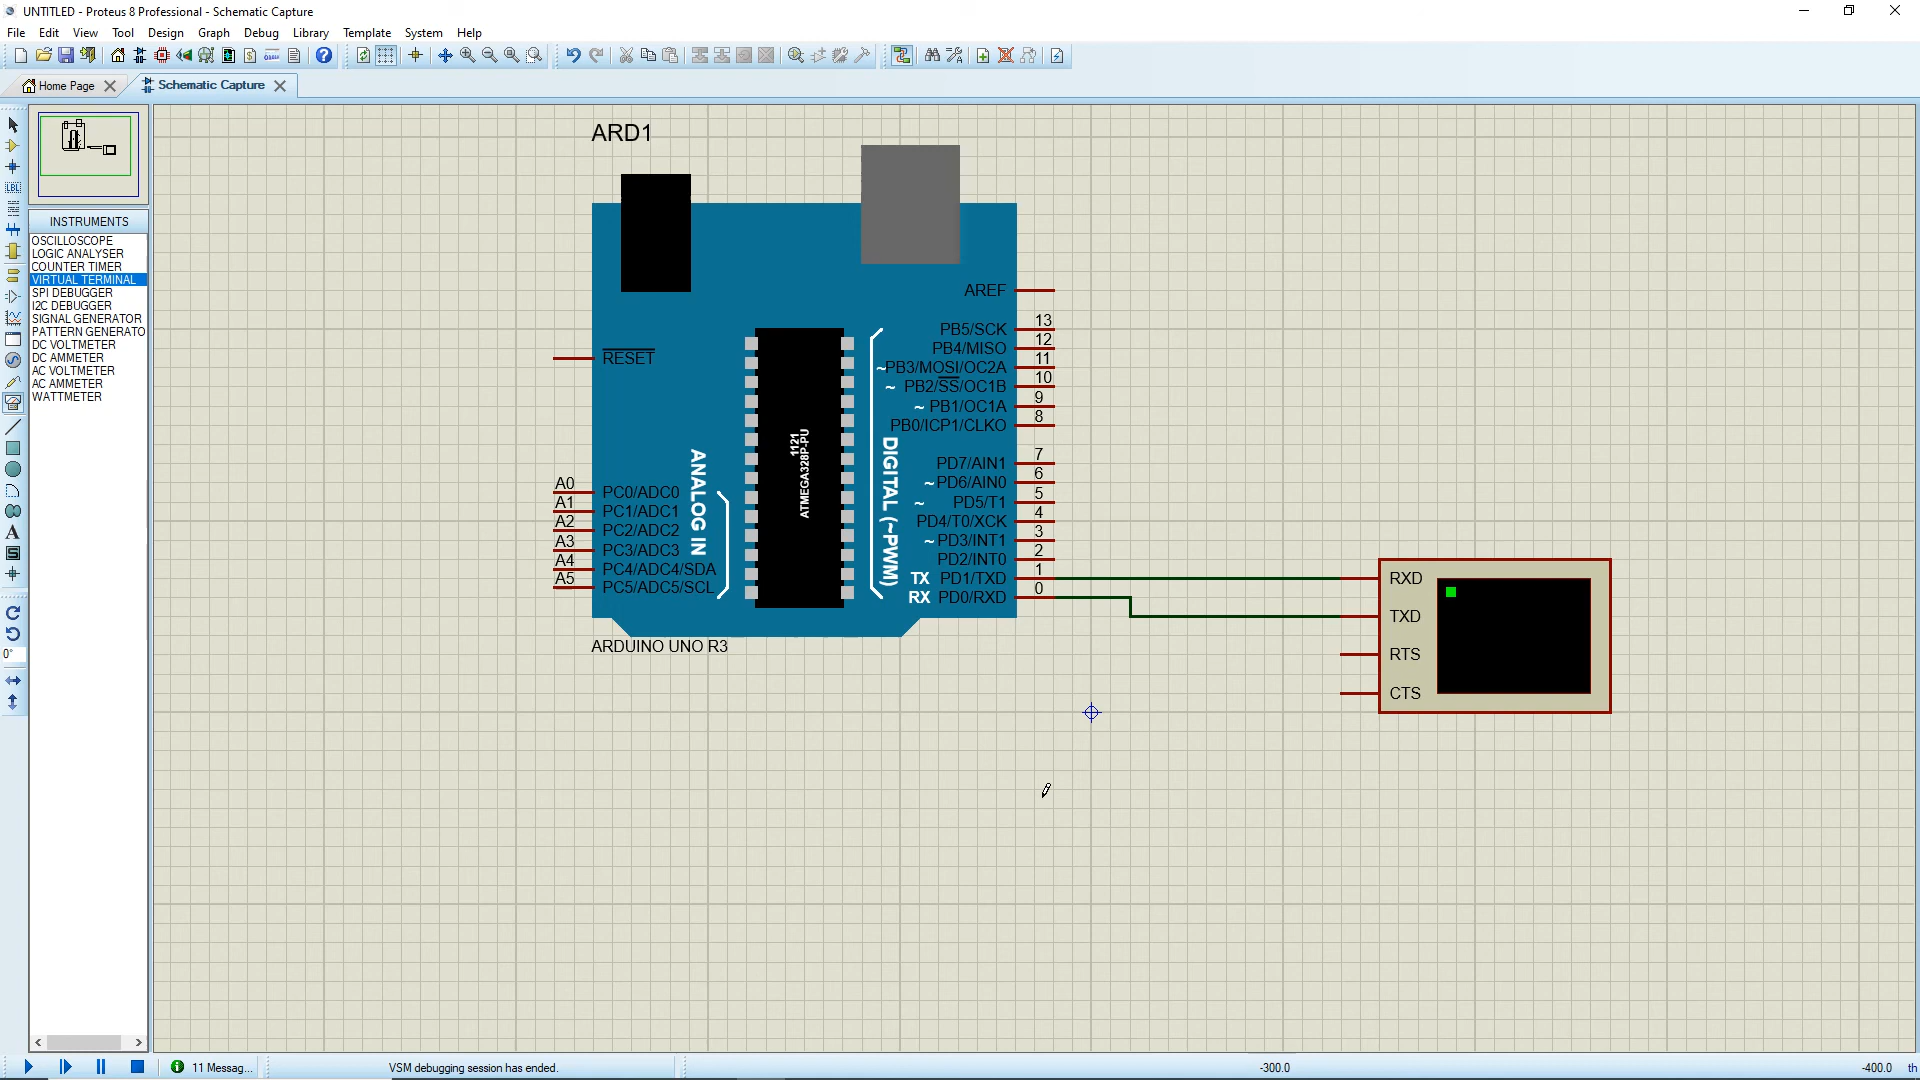 UNTITLED - Proteus 8 Professional - Schematic Capture
File Edit View Tool Design Graph Debug Library Template System Help
Home Page
Schematic Capture
LBL
INSTRUMENTS
OSCILLOSCOPE
LOGIC ANALYSER
COUNTER TIMER
VIRTUAL TERMINAL
SPI DEBUGGER
I2C DEBUGGER
SIGNAL GENERATOR
PATTERN GENERATO
DC VOLTMETER
DC AMMETER
AC VOLTMETER
AC AMMETER
WATTMETER
A
S
0°
ARD1
RESET
A0 PC0/ADC0
A1 PC1/ADC1
A2 PC2/ADC2
A3 PC3/ADC3
A4 PC4/ADC4/SDA
A5 PC5/ADC5/SCL
ANALOG IN
1121
ATMEGA328P-PU
DIGITAL (~PWM)
AREF
PB5/SCK 13
PB4/MISO 12
~PB3/MOSI/OC2A 11
~ PB2/SS/OC1B 10
~ PB1/OC1A 9
PB0/ICP1/CLKO 8
PD7/AIN1 7
~ PD6/AIN0 6
~ PD5/T1 5
PD4/T0/XCK 4
~ PD3/INT1 3
PD2/INT0 2
TX PD1/TXD 1
RX PD0/RXD 0
ARDUINO UNO R3
RXD
TXD
RTS
CTS
11 Messag...
VSM debugging session has ended.
-300.0
-400.0
th